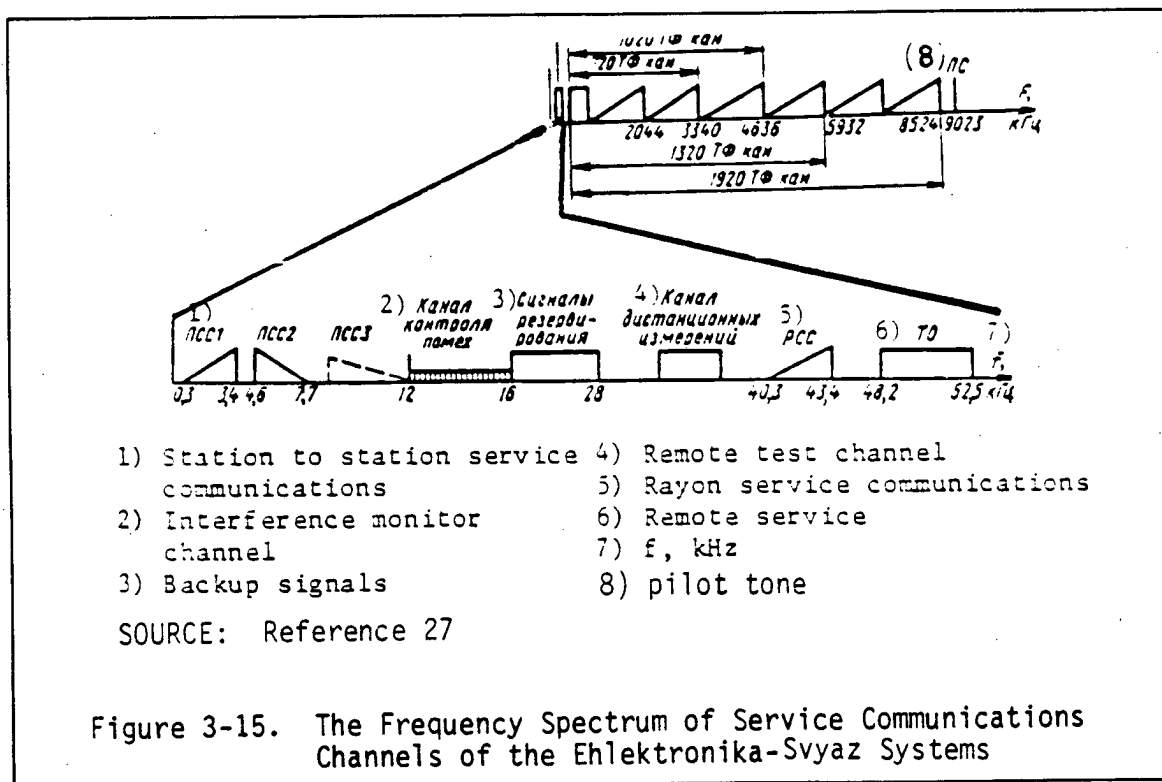 1020 ТФ кан
720 ТФ кан
(8) ПС
F,
кГц
2044 3340 4636 5932 8524 9023
1320 ТФ кан
1920 ТФ кан
1) 2) Канал контроля помех
3) Сигналы резервирования
4) Канал дистанционных измерений
5) РСС
6) ТО
7) f,
ПСС1 ПСС2 ПСС3
0,3 3,4 4,6 7,7 12 16 28 40,3 43,4 48,2 52,5 кГц
1) Station to station service communications
2) Interference monitor channel
3) Backup signals
4) Remote test channel
5) Rayon service communications
6) Remote service
7) f, kHz
8) pilot tone
SOURCE: Reference 27
Figure 3-15. The Frequency Spectrum of Service Communications
Channels of the Ehlektronika-Svyaz Systems